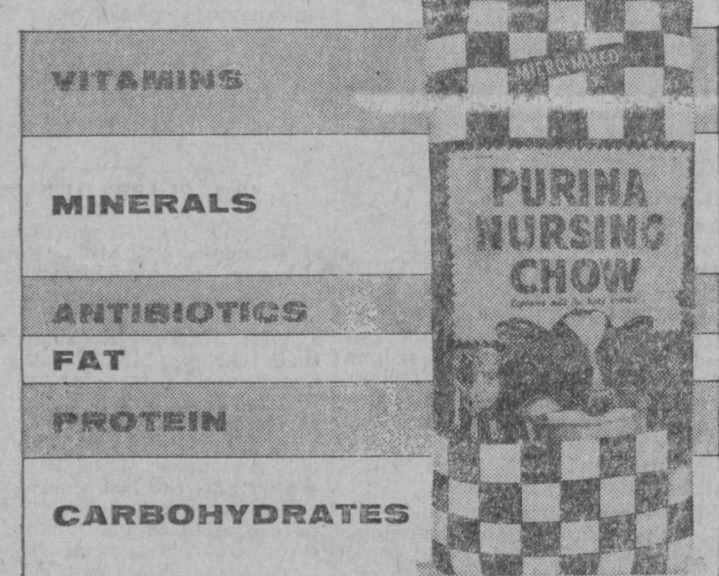 VITAMINS
MINERALS
ANTIBIOTICS
FAT
PROTEIN
CARBOHYDRATES
MICRO-MIXED
PURINA
NURSING
CHOW